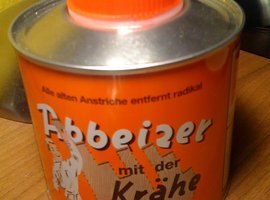 Alle alten Anstriche entfernt radikal
Abbeizer
mit der
Krähe